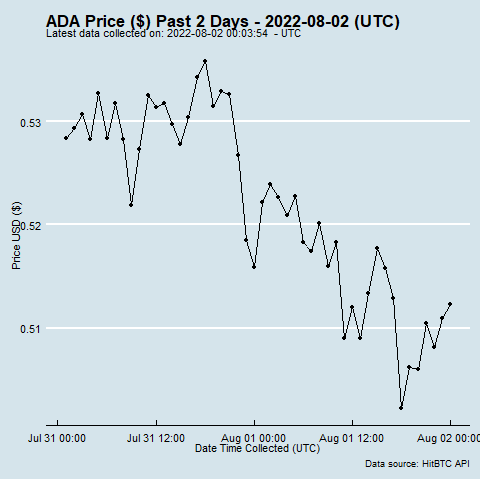 ADA Price ($) Past 2 Days - 2022-08-02 (UTC)
Latest data collected on: 2022-08-02 00:03:54  - UTC
0.53
0.52
0.51
Price USD ($)
Jul 31 00:00 Jul 31 12:00 Aug 01 00:00 Aug 01 12:00 Aug 02 00:00
Date Time Collected (UTC)
Data source: HitBTC API